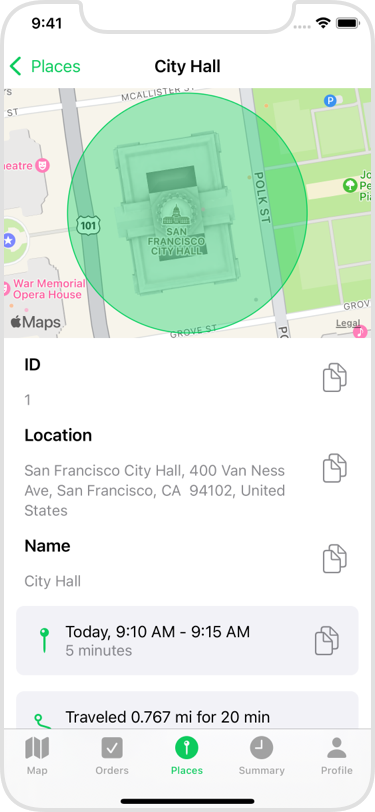 9:41
Places
City Hall
MCALLISTER ST
ST
P
heatre
POLK ST
101
SAN
FRANCISCO
CITY HALL
War Memorial
Opera House
Maps
GROVE ST
GROV
Legal
ID
1
Location
San Francisco City Hall, 400 Van Ness
Ave, San Francisco, CA 94102, United
States
Name
City Hall
Today, 9:10 AM - 9:15 AM
5 minutes
Traveled 0.767 mi for 20 min
Map
Orders
Places
Summary
Profile